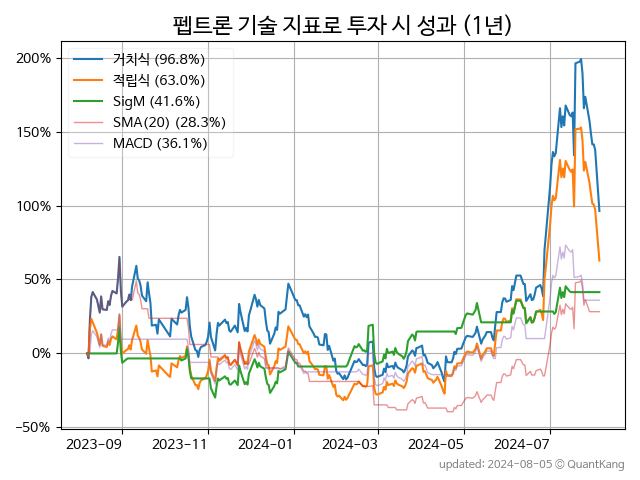 펩트론 기술 지표로 투자 시 성과 (1년)
거치식 (96.8%)
적립식 (63.0%)
SigM (41.6%)
SMA(20) (28.3%)
MACD (36.1%)
200%
150%
100%
50%
0%
−50%
2023−09
2023−11
2024−01
2024−03
2024−05
2024−07
updated: 2024-08-05 © QuantKang